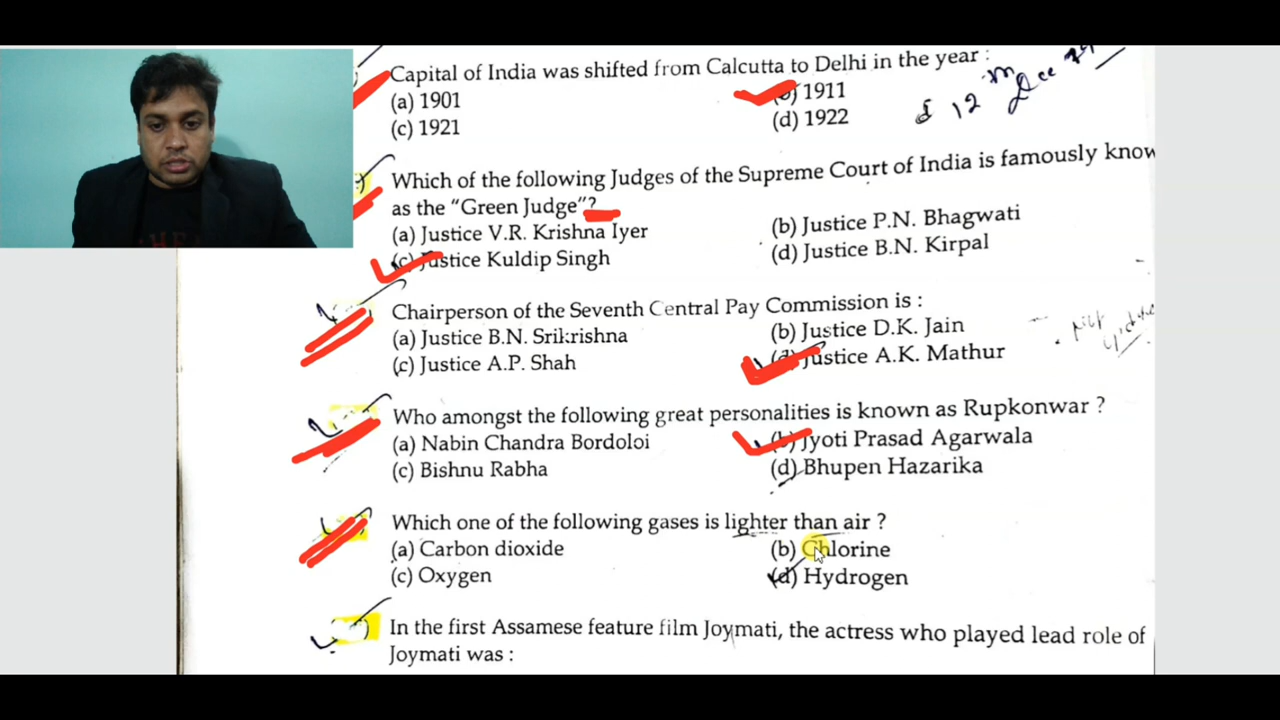 Capital of India was shifted from Calcutta to Delhi in the year :
(a) 1901 (b) 1911
(c) 1921 (d) 1922
12
Which of the following Judges of the Supreme Court of India is famously know
as the “Green Judge”?
(a) Justice V.R. Krishna Iyer (b) Justice P.N. Bhagwati
(c) Justice Kuldip Singh (d) Justice B.N. Kirpal
Chairperson of the Seventh Central Pay Commission is :
(a) Justice B.N. Srikrishna (b) Justice D.K. Jain
(c) Justice A.P. Shah (d) Justice A.K. Mathur
Who amongst the following great personalities is known as Rupkonwar ?
(a) Nabin Chandra Bordoloi (b) Jyoti Prasad Agarwala
(c) Bishnu Rabha (d) Bhupen Hazarika
Which one of the following gases is lighter than air ?
(a) Carbon dioxide (b) Chlorine
(c) Oxygen (d) Hydrogen
In the first Assamese feature film Joymati, the actress who played lead role of
Joymati was :